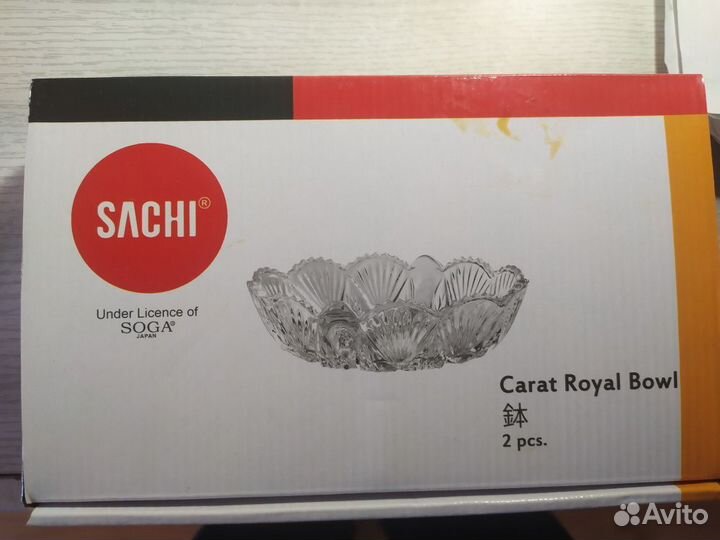 SACHI®
Under Licence of
SOGA®
JAPAN
Carat Royal Bowl
鉢
2 pcs.
Avito